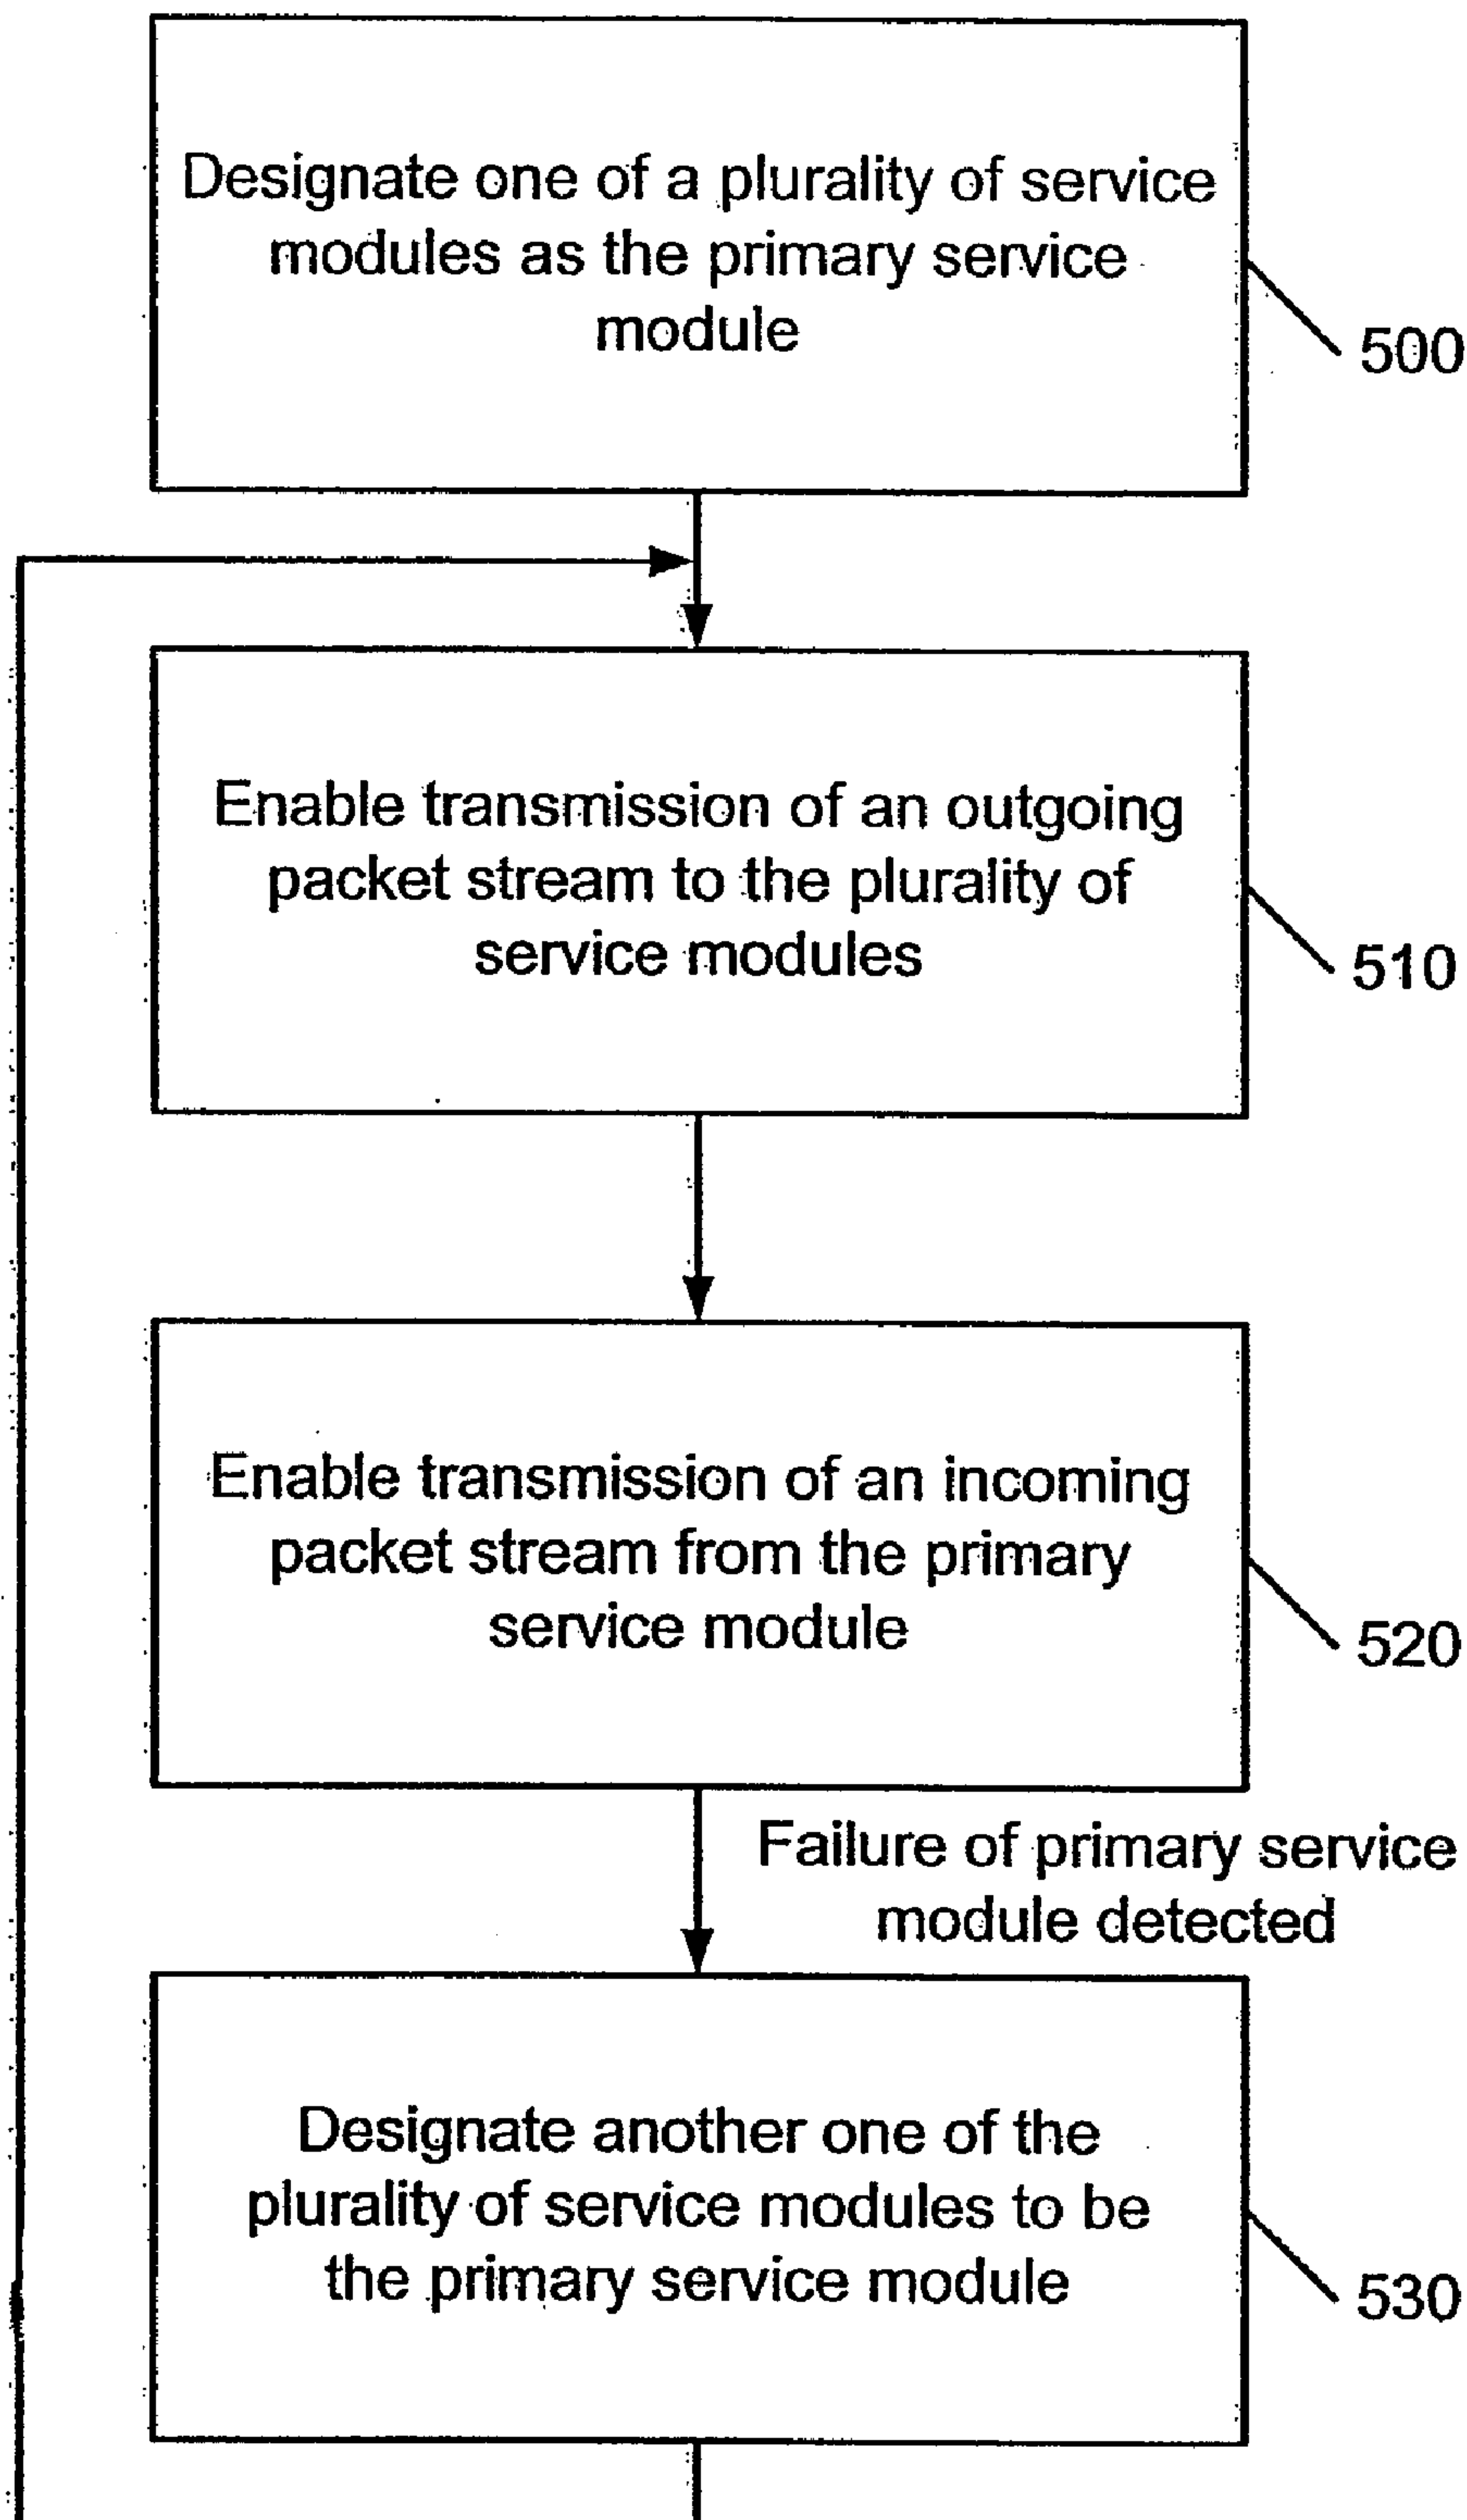 Designate one of a plurality of service
modules as the primary service
module
500
Enable transmission of an outgoing
packet stream to the plurality of
service modules
510
Enable transmission of an incoming
packet stream from the primary
service module
520
Failure of primary service
module detected
Designate another one of the
plurality of service modules to be
the primary service module
530